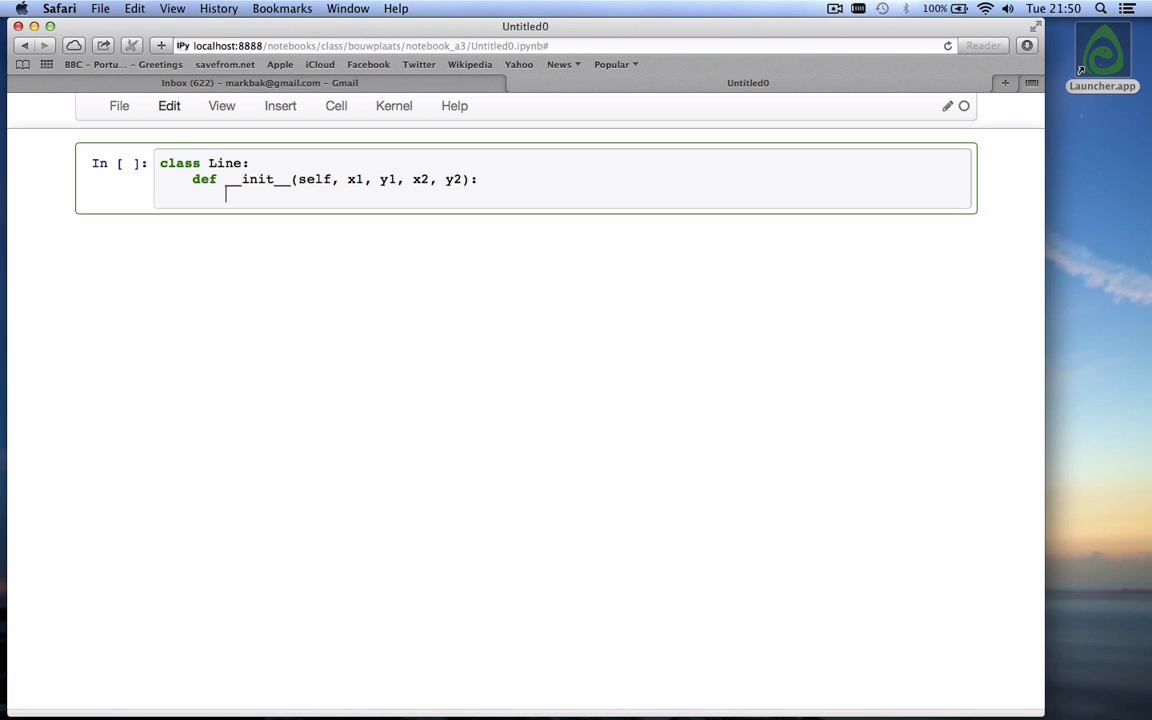 Safari File Edit View History Bookmarks Window Help 100% Tue 21:50
Untitled0
IPy localhost:8888/notebooks/class/bouwplaats/notebook_a3/Untitled0.ipynb# Reader
BBC – Portu... – Greetings savefrom.net Apple iCloud Facebook Twitter Wikipedia Yahoo News Popular
Inbox (622) – markbak@gmail.com – Gmail Untitled0
Launcher.app
File Edit View Insert Cell Kernel Help
In [ ]: class Line:
def __init__(self, x1, y1, x2, y2):